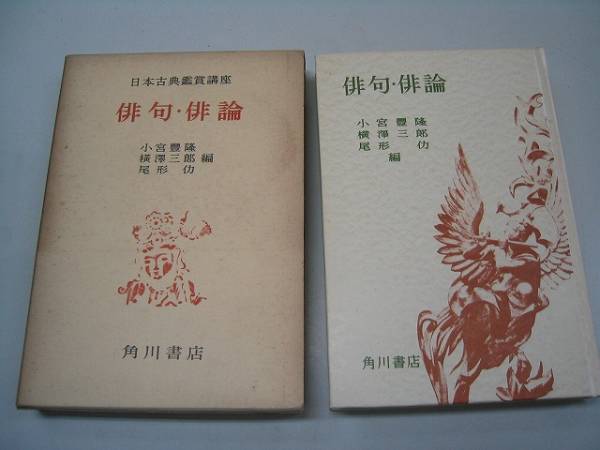 日本古典鑑賞講座
俳句・俳論
小宮豐隆
横澤三郎 編
尾形仂
角川書店
俳句・俳論
小宮豐隆
横澤三郎
尾形仂
編
角川書店